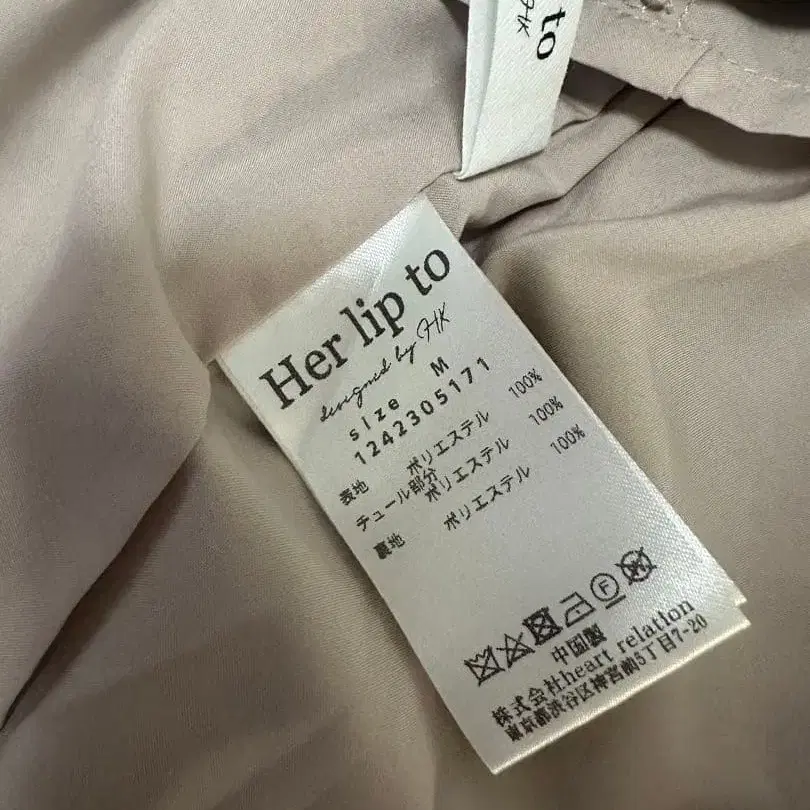 to
HK
Her lip to
designed by HK
size M
1242305171
表地 ポリエステル 100%
チュール部分
ポリエステル 100%
裏地 ポリエステル 100%
中国製
株式会社heart relation
東京都渋谷区神宮前5丁目7-20